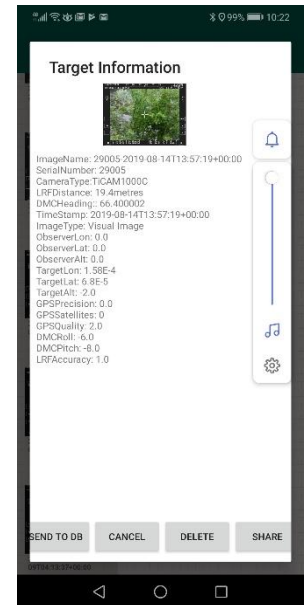 99% 10:22
Target Information
ImageName: 29005 2019-08-14T13:57:19+00:00
SerialNumber: 29005
CameraType:TiCAM1000C
LRFDistance: 19.4metres
DMCHeading:: 66.400002
TimeStamp: 2019-08-14T13:57:19+00:00
ImageType: Visual Image
ObserverLon: 0.0
ObserverLat: 0.0
ObserverAlt: 0.0
TargetLon: 1.58E-4
TargetLat: 6.8E-5
TargetAlt: -2.0
GPSPrecision: 0.0
GPSSatellites: 0
GPSQuality: 2.0
DMCRoll: -6.0
DMCPitch: -8.0
LRFAccuracy: 1.0
SEND TO DB CANCEL DELETE SHARE